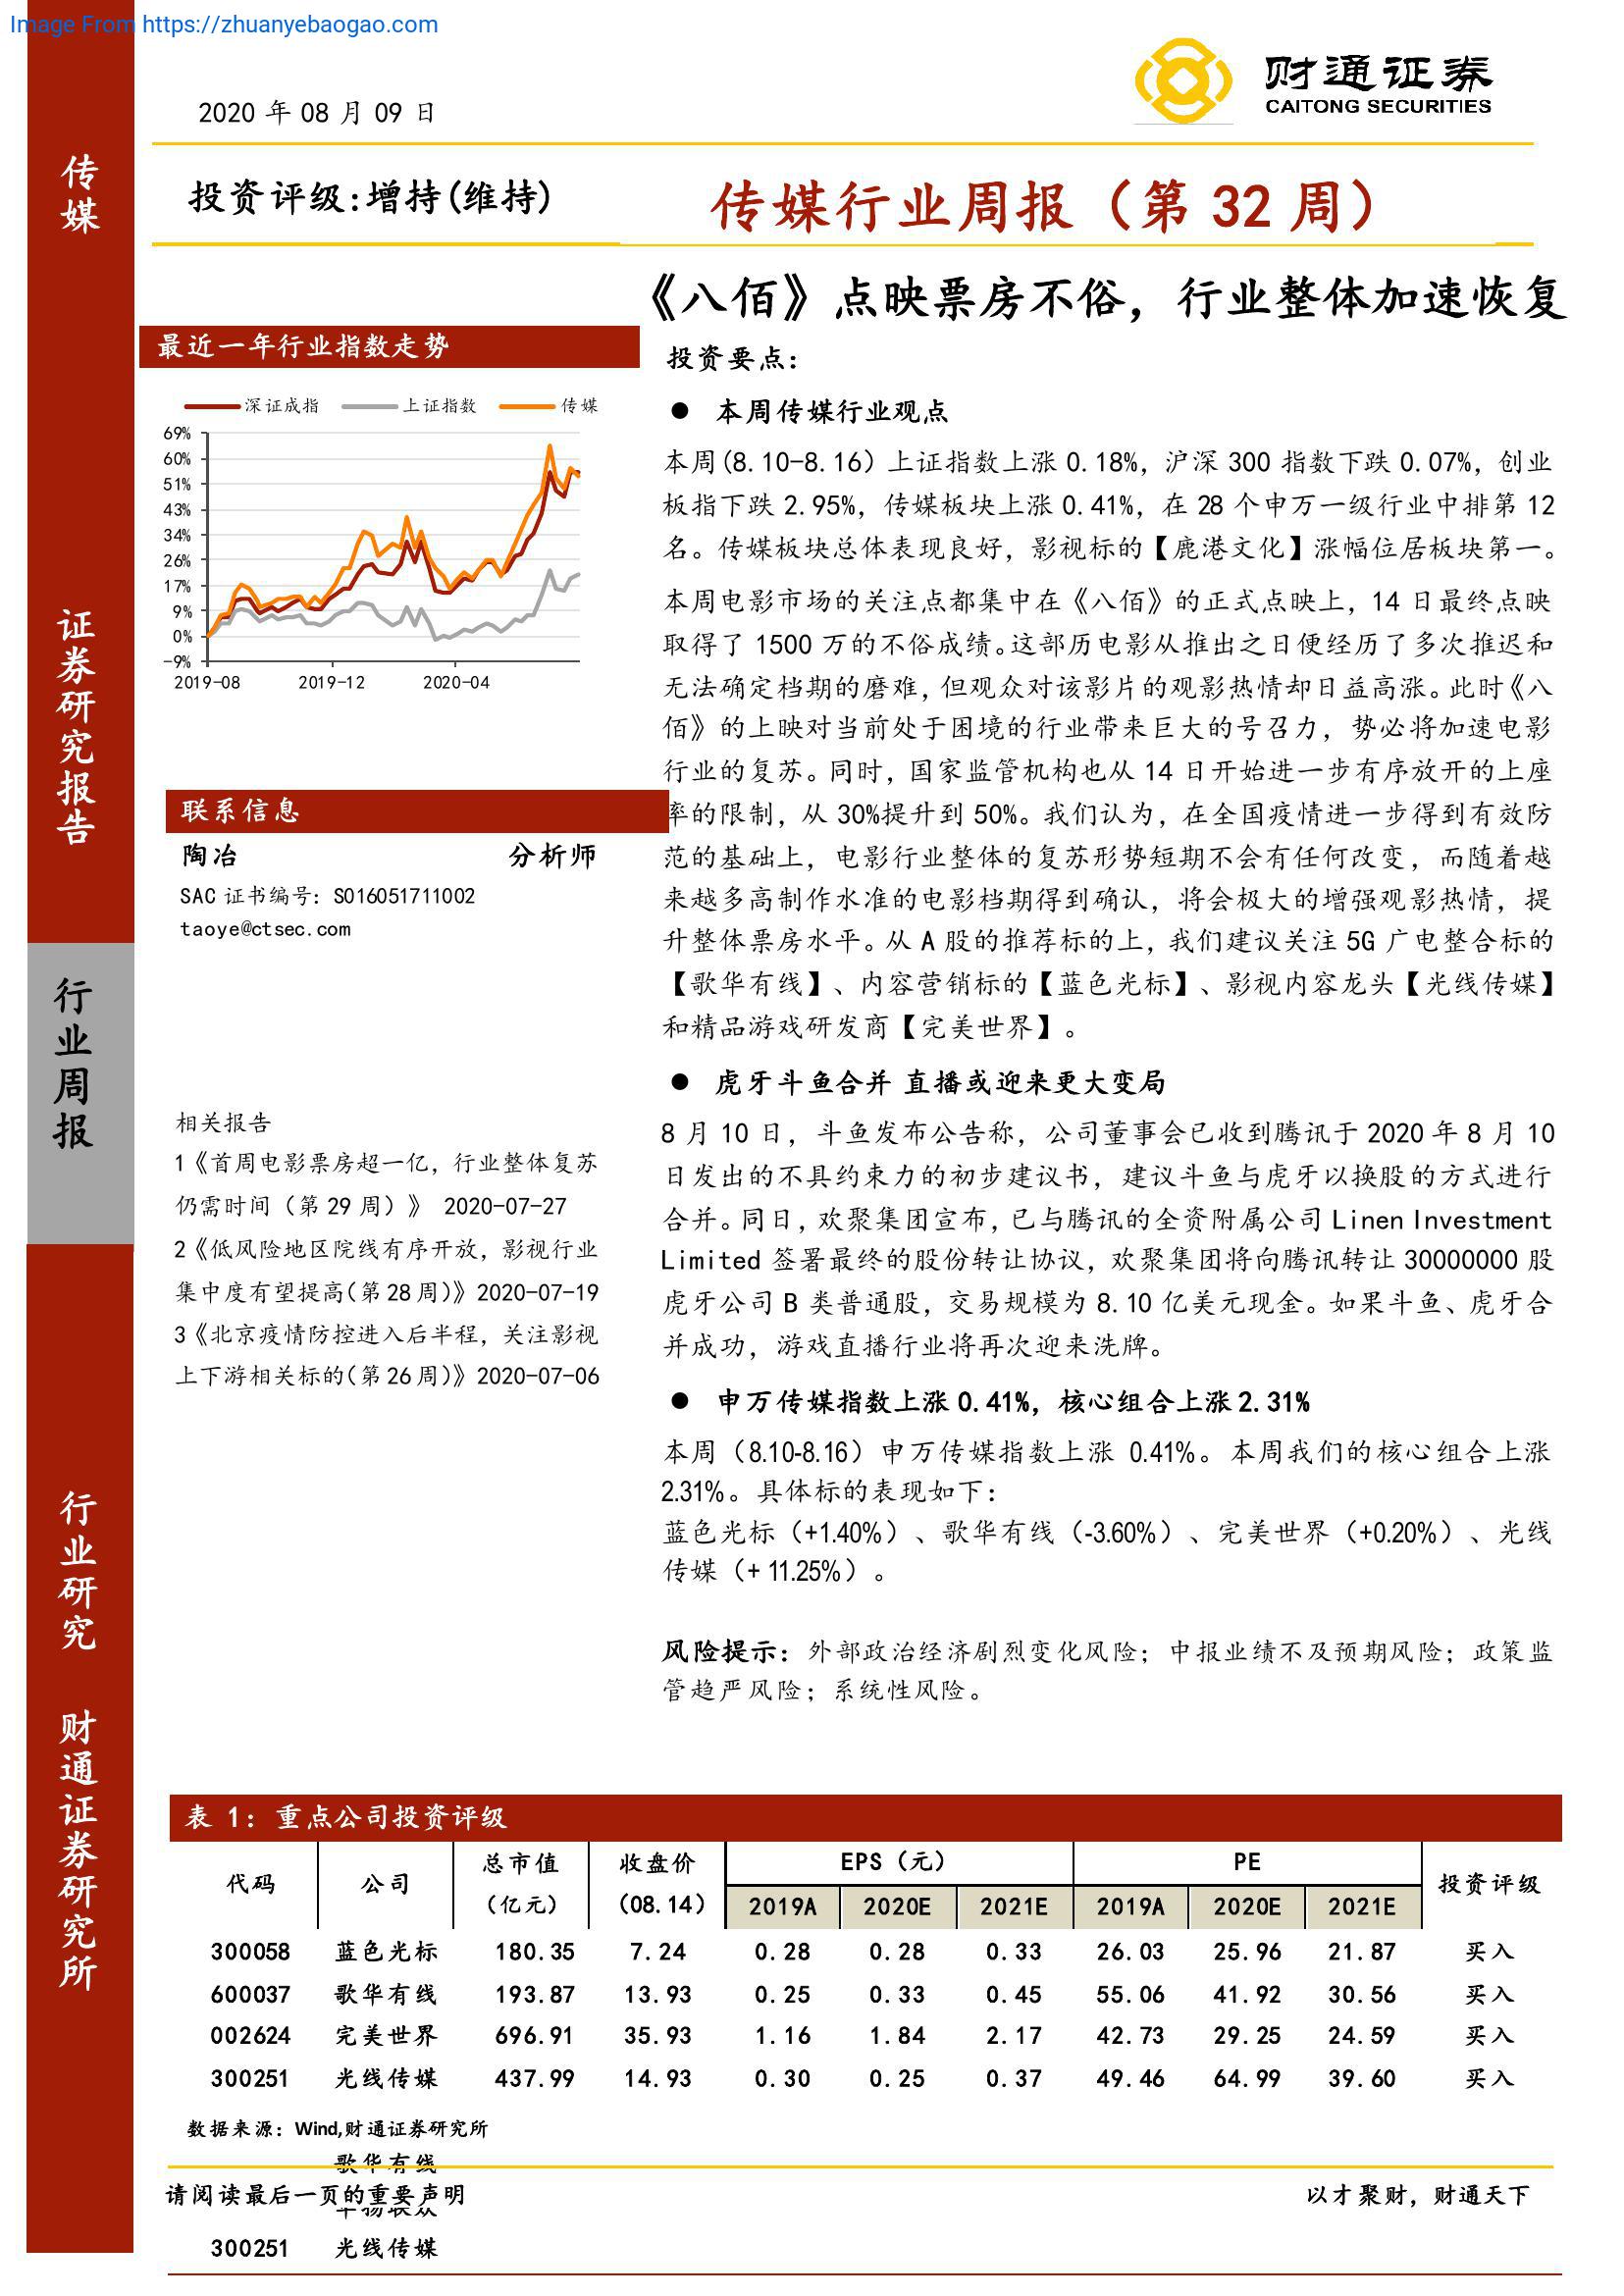 Image From https://zhuanyebaogao.com
财通证券
CAITONG SECURITIES
2020 年 08 月 09 日
传媒
证券研究报告
行业周报
行业研究
财通证券研究所
投资评级:增持(维持)
传媒行业周报（第 32 周）
《八佰》点映票房不俗，行业整体加速恢复
最近一年行业指数走势
深证成指 上证指数 传媒
69%
60%
51%
43%
34%
26%
17%
9%
0%
-9%
2019-08 2019-12 2020-04
联系信息
陶冶 分析师
SAC 证书编号：S016051711002
taoye@ctsec.com
相关报告
1《首周电影票房超一亿，行业整体复苏
仍需时间（第 29 周）》 2020-07-27
2《低风险地区院线有序开放，影视行业
集中度有望提高(第 28 周)》2020-07-19
3《北京疫情防控进入后半程，关注影视
上下游相关标的(第 26 周)》2020-07-06
投资要点：
● 本周传媒行业观点
本周(8.10-8.16）上证指数上涨 0.18%，沪深 300 指数下跌 0.07%，创业
板指下跌 2.95%，传媒板块上涨 0.41%，在 28 个申万一级行业中排第 12
名。传媒板块总体表现良好，影视标的【鹿港文化】涨幅位居板块第一。
本周电影市场的关注点都集中在《八佰》的正式点映上，14 日最终点映
取得了 1500 万的不俗成绩。这部历电影从推出之日便经历了多次推迟和
无法确定档期的磨难，但观众对该影片的观影热情却日益高涨。此时《八
佰》的上映对当前处于困境的行业带来巨大的号召力，势必将加速电影
行业的复苏。同时，国家监管机构也从 14 日开始进一步有序放开的上座
率的限制，从 30%提升到 50%。我们认为，在全国疫情进一步得到有效防
范的基础上，电影行业整体的复苏形势短期不会有任何改变，而随着越
来越多高制作水准的电影档期得到确认，将会极大的增强观影热情，提
升整体票房水平。从 A 股的推荐标的上，我们建议关注 5G 广电整合标的
【歌华有线】、内容营销标的【蓝色光标】、影视内容龙头【光线传媒】
和精品游戏研发商【完美世界】。
● 虎牙斗鱼合并 直播或迎来更大变局
8 月 10 日，斗鱼发布公告称，公司董事会已收到腾讯于 2020 年 8 月 10
日发出的不具约束力的初步建议书，建议斗鱼与虎牙以换股的方式进行
合并。同日，欢聚集团宣布，已与腾讯的全资附属公司 Linen Investment
Limited 签署最终的股份转让协议，欢聚集团将向腾讯转让 30000000 股
虎牙公司 B 类普通股，交易规模为 8.10 亿美元现金。如果斗鱼、虎牙合
并成功，游戏直播行业将再次迎来洗牌。
● 申万传媒指数上涨 0.41%，核心组合上涨 2.31%
本周（8.10-8.16）申万传媒指数上涨 0.41%。本周我们的核心组合上涨
2.31%。具体标的表现如下：
蓝色光标（+1.40%）、歌华有线（-3.60%）、完美世界（+0.20%）、光线
传媒（+ 11.25%）。
风险提示：外部政治经济剧烈变化风险；中报业绩不及预期风险；政策监
管趋严风险；系统性风险。
表 1：重点公司投资评级
代码 公司 总市值（亿元） 收盘价（08.14） EPS（元） PE 投资评级
2019A 2020E 2021E 2019A 2020E 2021E
300058 蓝色光标 180.35 7.24 0.28 0.28 0.33 26.03 25.96 21.87 买入
600037 歌华有线 193.87 13.93 0.25 0.33 0.45 55.06 41.92 30.56 买入
002624 完美世界 696.91 35.93 1.16 1.84 2.17 42.73 29.25 24.59 买入
300251 光线传媒 437.99 14.93 0.30 0.25 0.37 49.46 64.99 39.60 买入
数据来源：Wind,财通证券研究所
歌华有线
请阅读最后一页的重要声明 以才聚财，财通天下
300251 光线传媒